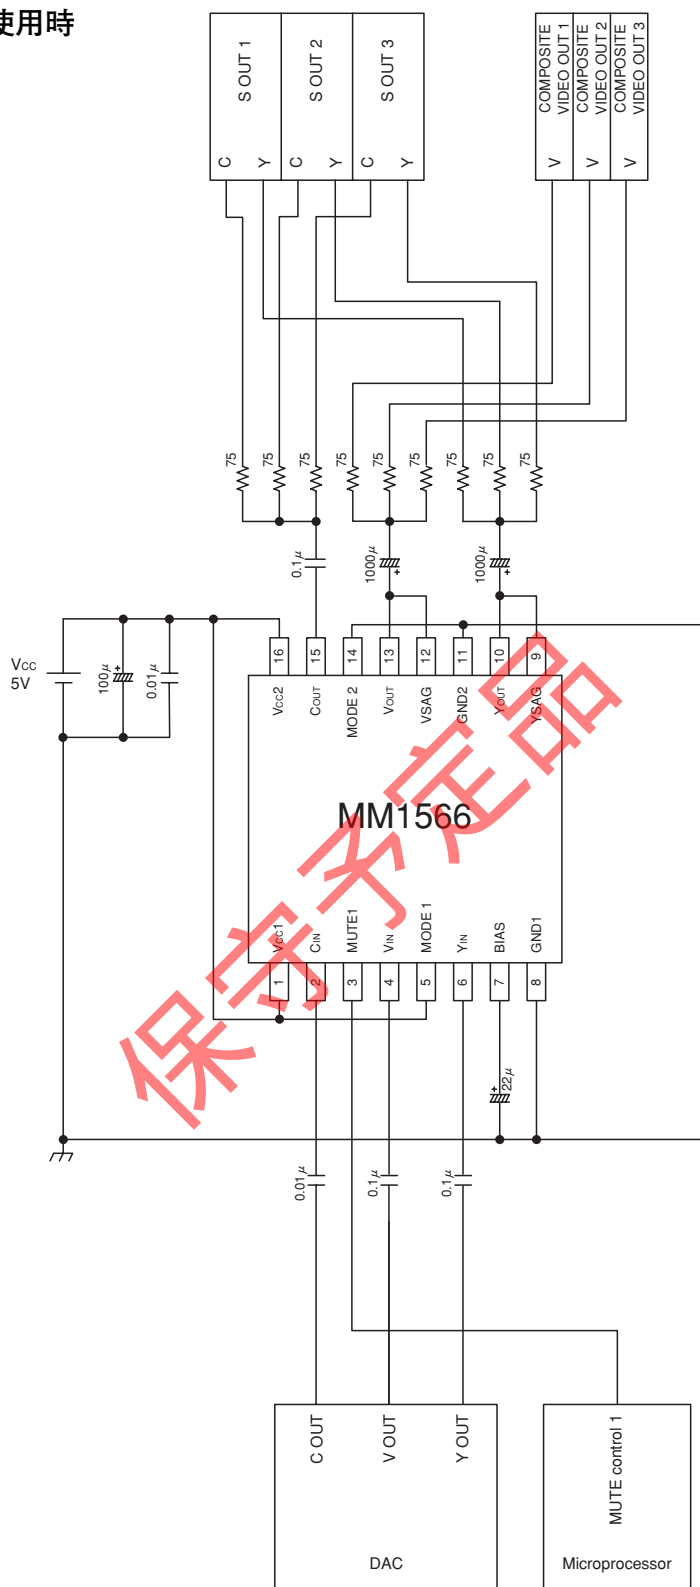 使用時
S OUT 1
S OUT 2
S OUT 3
C
Y
C
Y
C
Y
COMPOSITE
VIDEO OUT 1
COMPOSITE
VIDEO OUT 2
COMPOSITE
VIDEO OUT 3
V
V
V
75
75
75
75
75
75
75
75
75
0.1μ
1000μ
+
1000μ
+
VCC
5V
100μ
+
0.01μ
16
15
14
13
12
11
10
9
VCC2
COUT
MODE 2
VOUT
VSAG
GND2
YOUT
YSAG
MM1566
保守予定品
VCC1
CIN
MUTE1
VIN
MODE 1
YIN
BIAS
GND1
1
2
3
4
5
6
7
8
+
22μ
0.01μ
0.1μ
0.1μ
C OUT
V OUT
Y OUT
DAC
MUTE control 1
Microprocessor